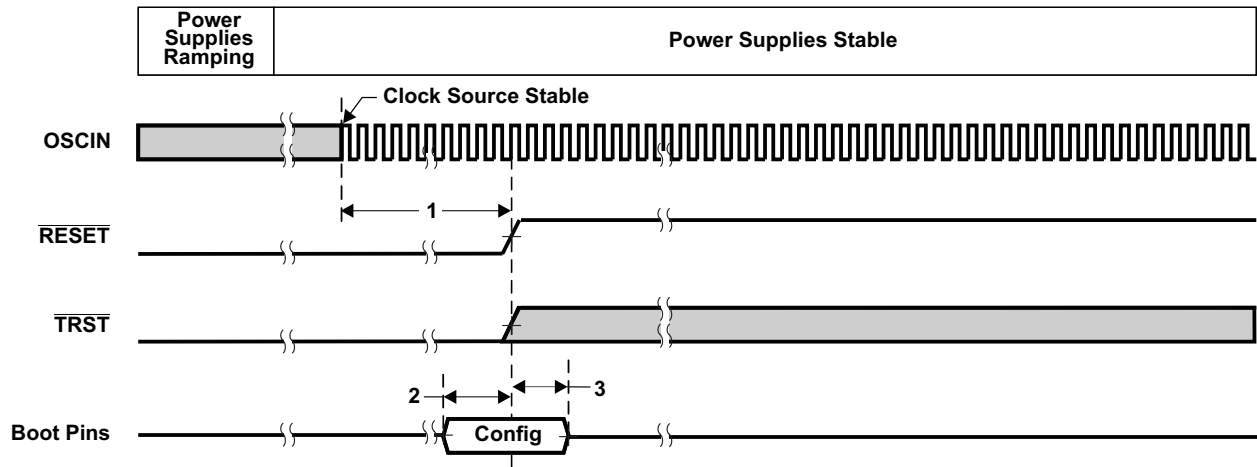 Power
Supplies
Ramping
Power Supplies Stable
Clock Source Stable
OSCIN
1
RESET
TRST
2
3
Boot Pins
Config